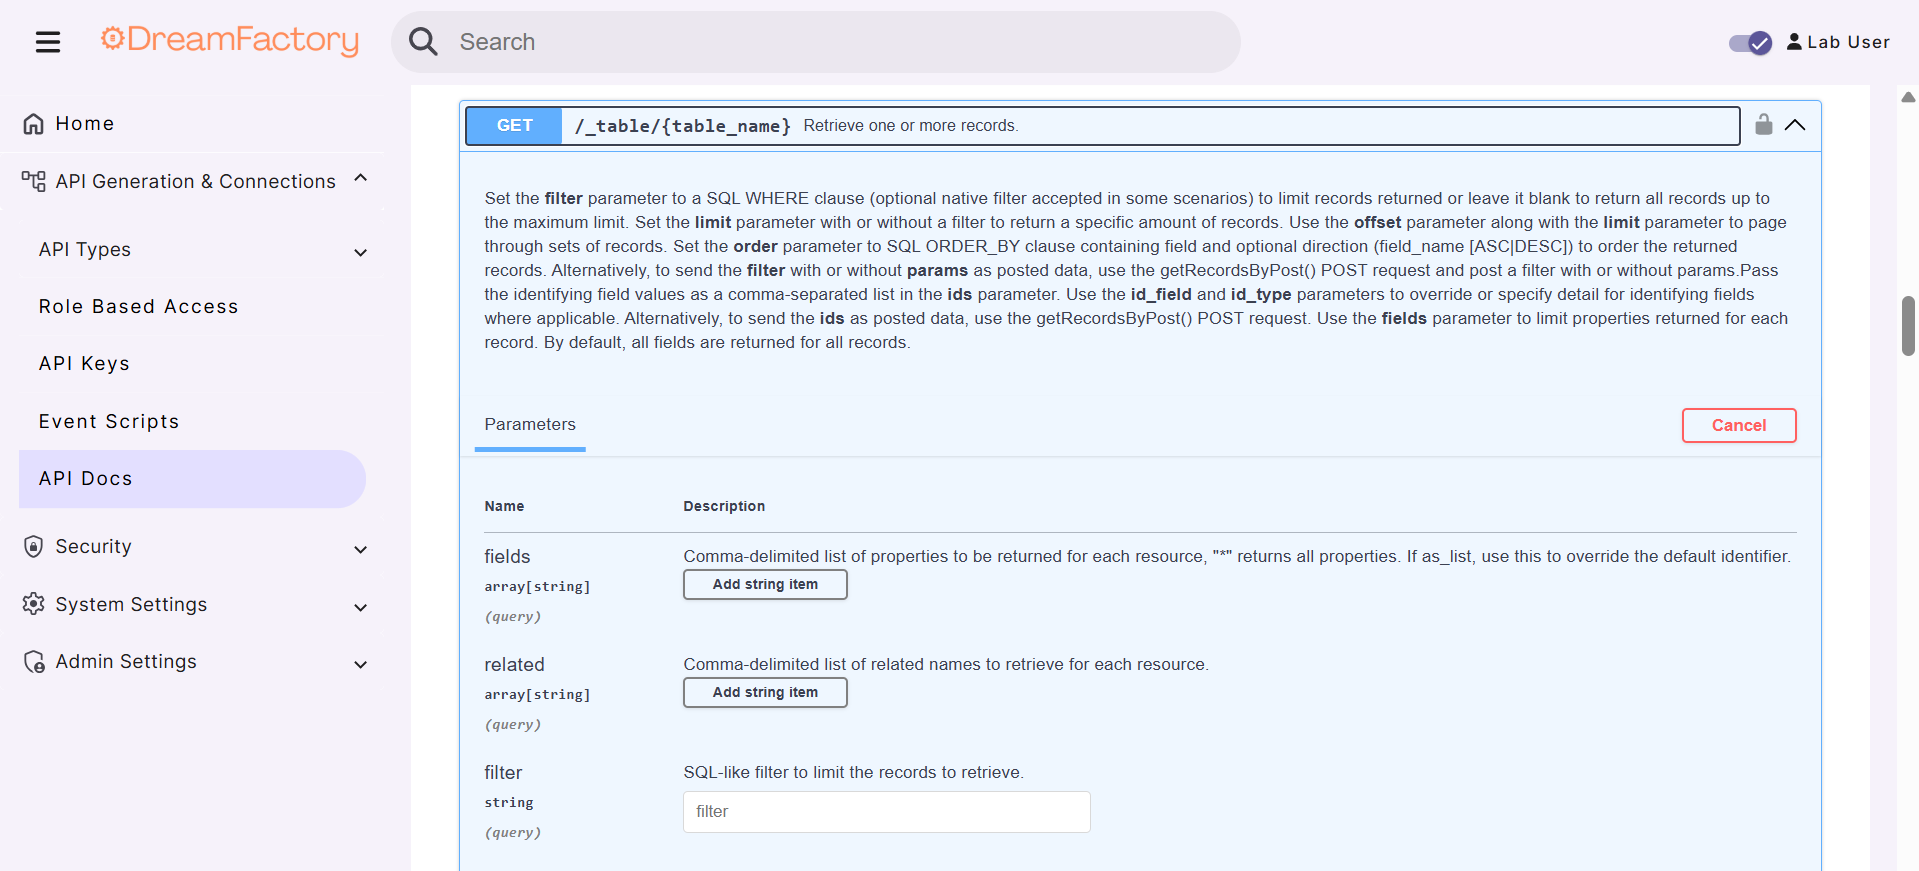 DreamFactory
Search
Lab User
Home
API Generation & Connections
API Types
Role Based Access
API Keys
Event Scripts
API Docs
Security
System Settings
Admin Settings
GET /_table/{table_name} Retrieve one or more records.
Set the filter parameter to a SQL WHERE clause (optional native filter accepted in some scenarios) to limit records returned or leave it blank to return all records up to
the maximum limit. Set the limit parameter with or without a filter to return a specific amount of records. Use the offset parameter along with the limit parameter to page
through sets of records. Set the order parameter to SQL ORDER_BY clause containing field and optional direction (field_name [ASC|DESC]) to order the returned
records. Alternatively, to send the filter with or without params as posted data, use the getRecordsByPost() POST request and post a filter with or without params.Pass
the identifying field values as a comma-separated list in the ids parameter. Use the id_field and id_type parameters to override or specify detail for identifying fields
where applicable. Alternatively, to send the ids as posted data, use the getRecordsByPost() POST request. Use the fields parameter to limit properties returned for each
record. By default, all fields are returned for all records.
Parameters
Cancel
Name Description
fields
array[string]
(query)
Comma-delimited list of properties to be returned for each resource, "*" returns all properties. If as_list, use this to override the default identifier.
Add string item
related
array[string]
(query)
Comma-delimited list of related names to retrieve for each resource.
Add string item
filter
string
(query)
SQL-like filter to limit the records to retrieve.
filter